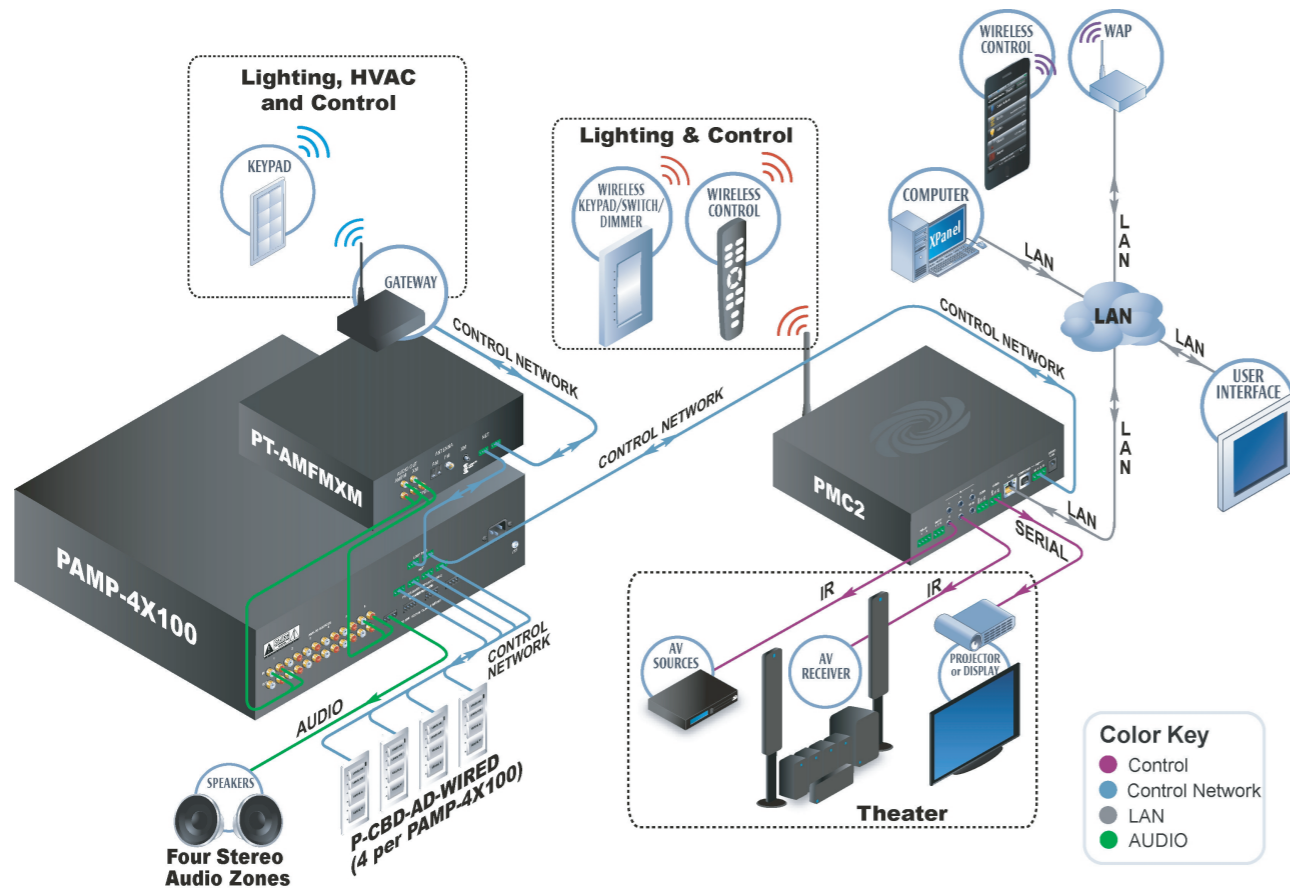 Lighting, HVAC
and Control
KEYPAD
GATEWAY
Lighting & Control
WIRELESS
KEYPAD/SWITCH/
DIMMER
WIRELESS
CONTROL
WIRELESS
CONTROL
WAP
COMPUTER
XPanel
LAN
LAN
LAN
LAN
USER
INTERFACE
LAN
LAN
CONTROL NETWORK
CONTROL NETWORK
CONTROL NETWORK
PT-AMFMXM
PAMP-4X100
PMC2
SERIAL
IR
IR
AV
SOURCES
AV
RECEIVER
PROJECTOR
or DISPLAY
Theater
CONTROL
NETWORK
AUDIO
SPEAKERS
Four Stereo
Audio Zones
P-CBD-AD-WIRED
(4 per PAMP-4X100)
Color Key
Control
Control Network
LAN
AUDIO